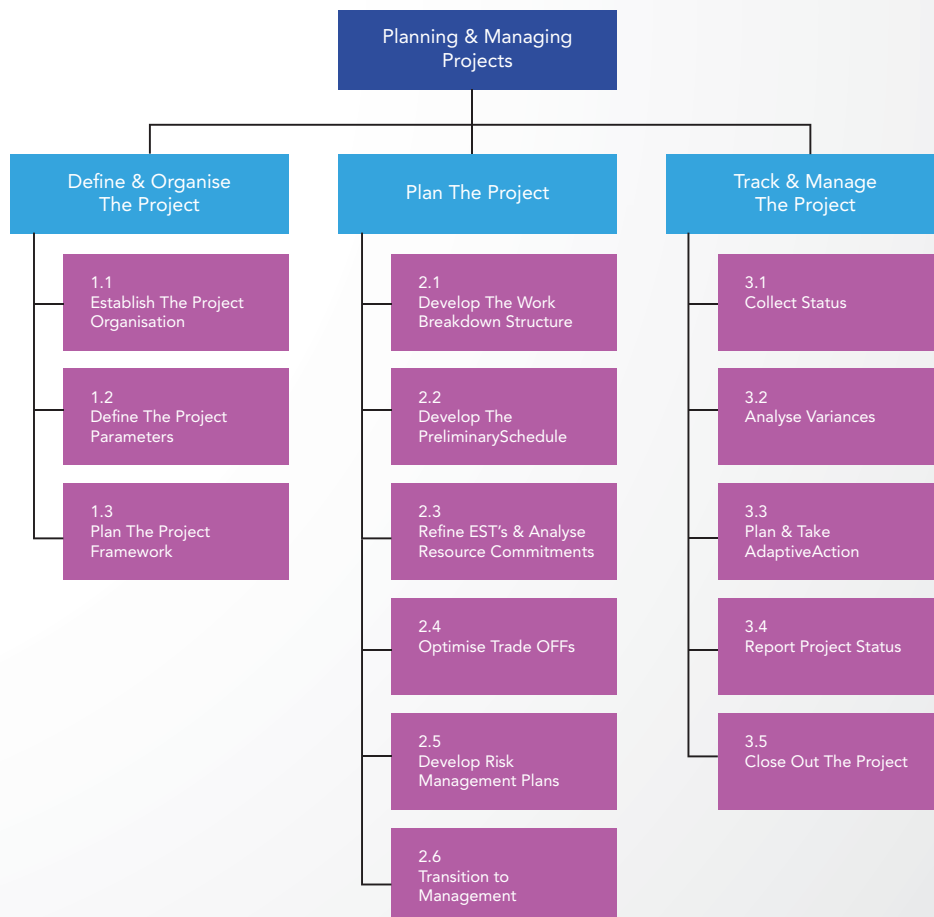 Planning & Managing
Projects
Define & Organise
The Project
1.1
Establish The Project
Organisation
1.2
Define The Project
Parameters
1.3
Plan The Project
Framework
Plan The Project
2.1
Develop The Work
Breakdown Structure
2.2
Develop The
PreliminarySchedule
2.3
Refine EST's & Analyse
Resource Commitments
2.4
Optimise Trade OFFs
2.5
Develop Risk
Management Plans
2.6
Transition to
Management
Track & Manage
The Project
3.1
Collect Status
3.2
Analyse Variances
3.3
Plan & Take
AdaptiveAction
3.4
Report Project Status
3.5
Close Out The Project